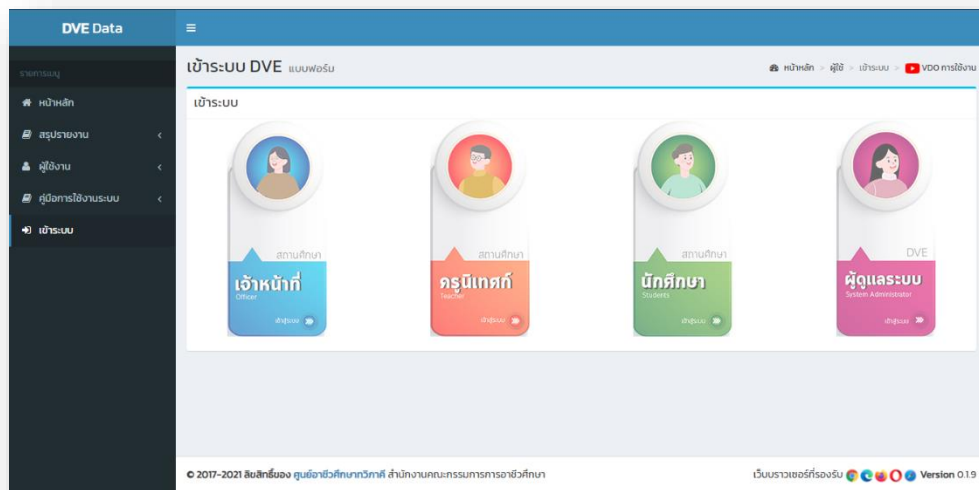 DVE Data
รายการเมนู
หน้าหลัก
สรุปรายงาน
ผู้ใช้งาน
คู่มือการใช้งานระบบ
เข้าระบบ
เข้าระบบ DVE แบบฟอร์ม
หน้าหลัก > ผู้ใช้ > เข้าระบบ > VDO การใช้งาน
เข้าระบบ
สถานศึกษา
เจ้าหน้าที่
Officer
เข้าสู่ระบบ
สถานศึกษา
ครูนิเทศก์
Teacher
เข้าสู่ระบบ
สถานศึกษา
นักศึกษา
Students
เข้าสู่ระบบ
DVE
ผู้ดูแลระบบ
System Administrator
เข้าสู่ระบบ
© 2017-2021 ลิขสิทธิ์ของ ศูนย์อาชีวศึกษาทวิภาคี สำนักงานคณะกรรมการการอาชีวศึกษา
เว็บบราวเซอร์ที่รองรับ Version 0.1.9